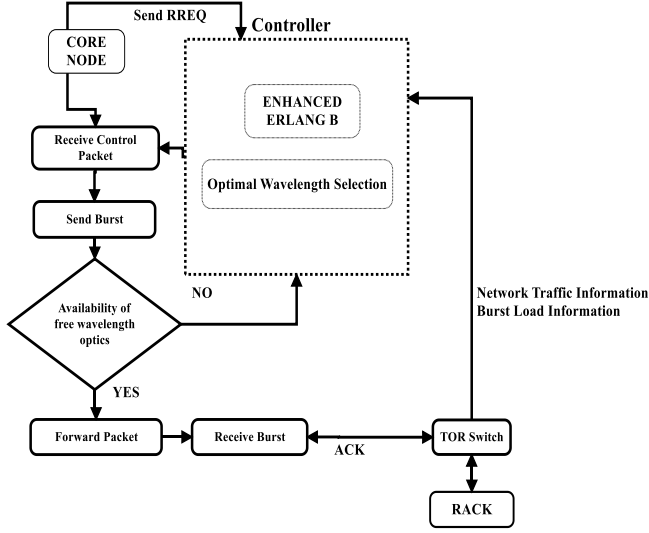 Send RREQ
Controller
CORE
NODE
ENHANCED
ERLANG B
Receive Control
Packet
Optimal Wavelength Selection
Send Burst
NO
Network Traffic Information
Burst Load Information
Availability of
free wavelength
optics
YES
Forward Packet
Receive Burst
ACK
TOR Switch
RACK